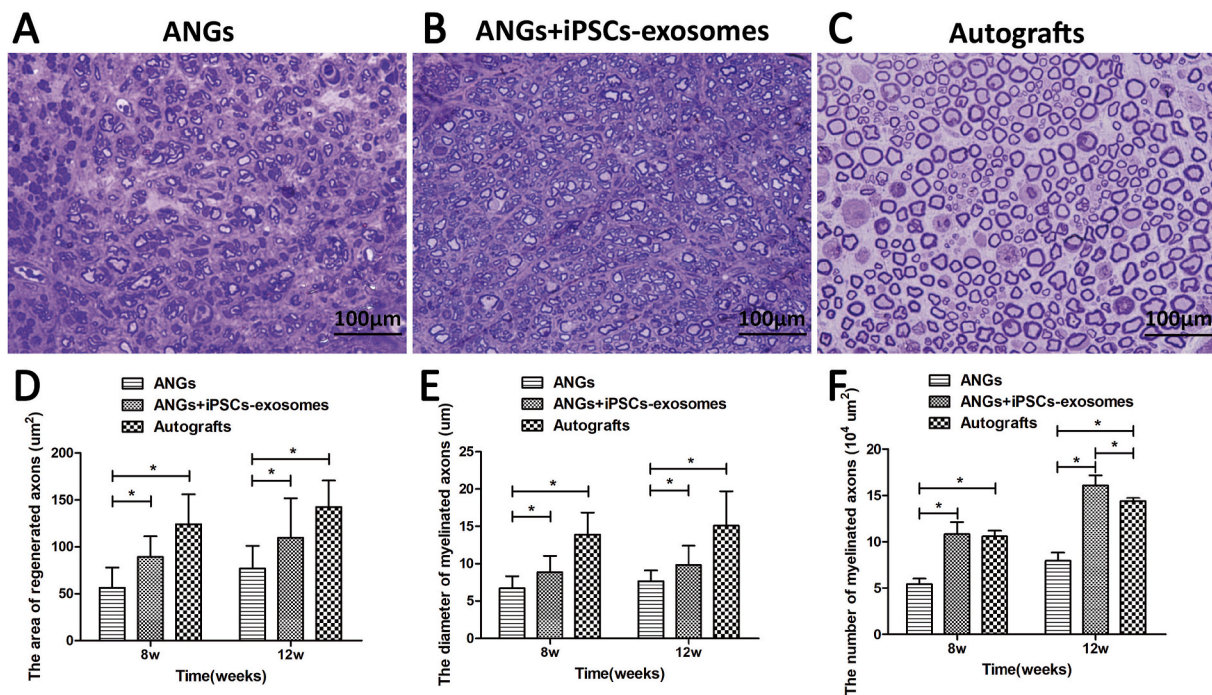 A ANGs
B ANGs+iPSCs-exosomes
C Autografts
100μm
100μm
100μm
D
ANGs
ANGs+iPSCs-exosomes
Autografts
The area of regenerated axons (um²)
200
150
100
50
0
* * * *
8w 12w
Time(weeks)
E
ANGs
ANGs+iPSCs-exosomes
Autografts
The diameter of myelinated axons (um)
25
20
15
10
5
0
* * * *
8w 12w
Time(weeks)
F
ANGs
ANGs+iPSCs-exosomes
Autografts
The number of myelinated axons (10⁴ um²)
20
15
10
5
0
* * * * *
8w 12w
Time(weeks)